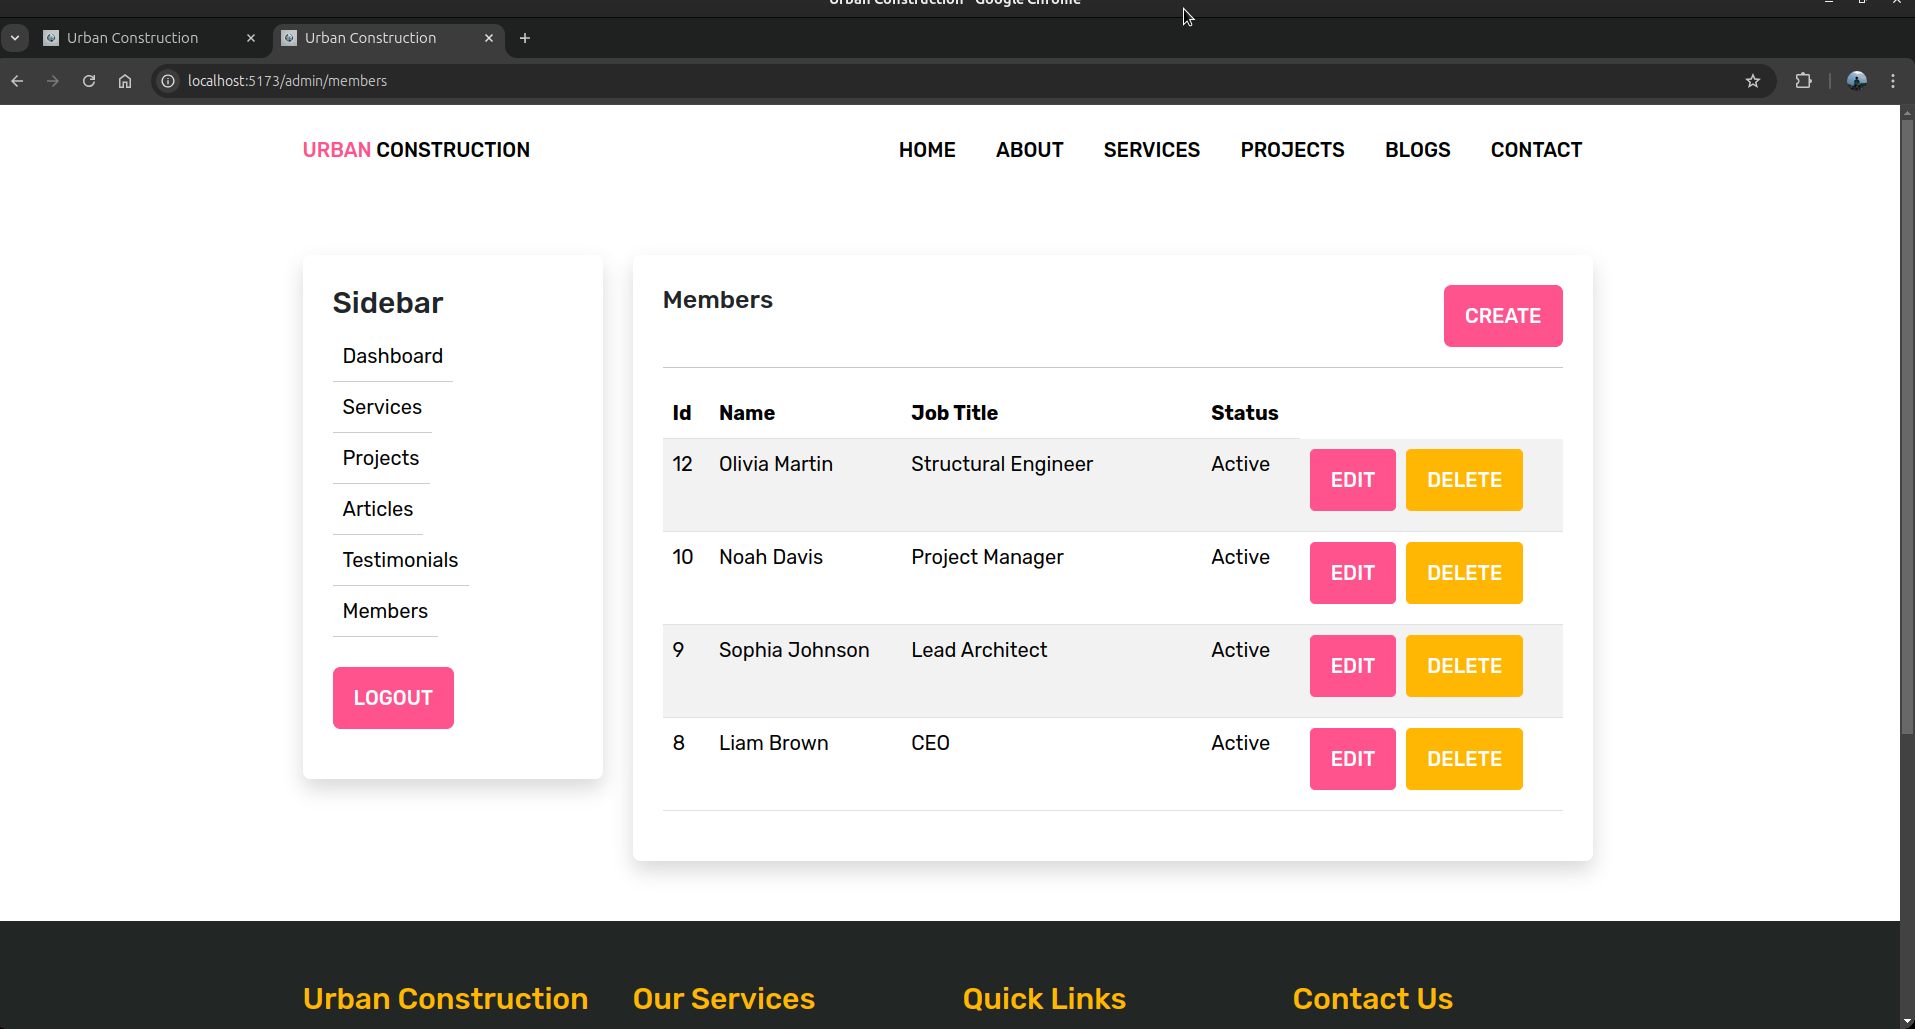 Urban Construction - Google Chrome
Urban Construction
Urban Construction
localhost:5173/admin/members
URBAN CONSTRUCTION
HOME ABOUT SERVICES PROJECTS BLOGS CONTACT
Sidebar
Dashboard
Services
Projects
Articles
Testimonials
Members
LOGOUT
Members
CREATE
Id Name Job Title Status
12 Olivia Martin Structural Engineer Active EDIT DELETE
10 Noah Davis Project Manager Active EDIT DELETE
9 Sophia Johnson Lead Architect Active EDIT DELETE
8 Liam Brown CEO Active EDIT DELETE
Urban Construction Our Services Quick Links Contact Us